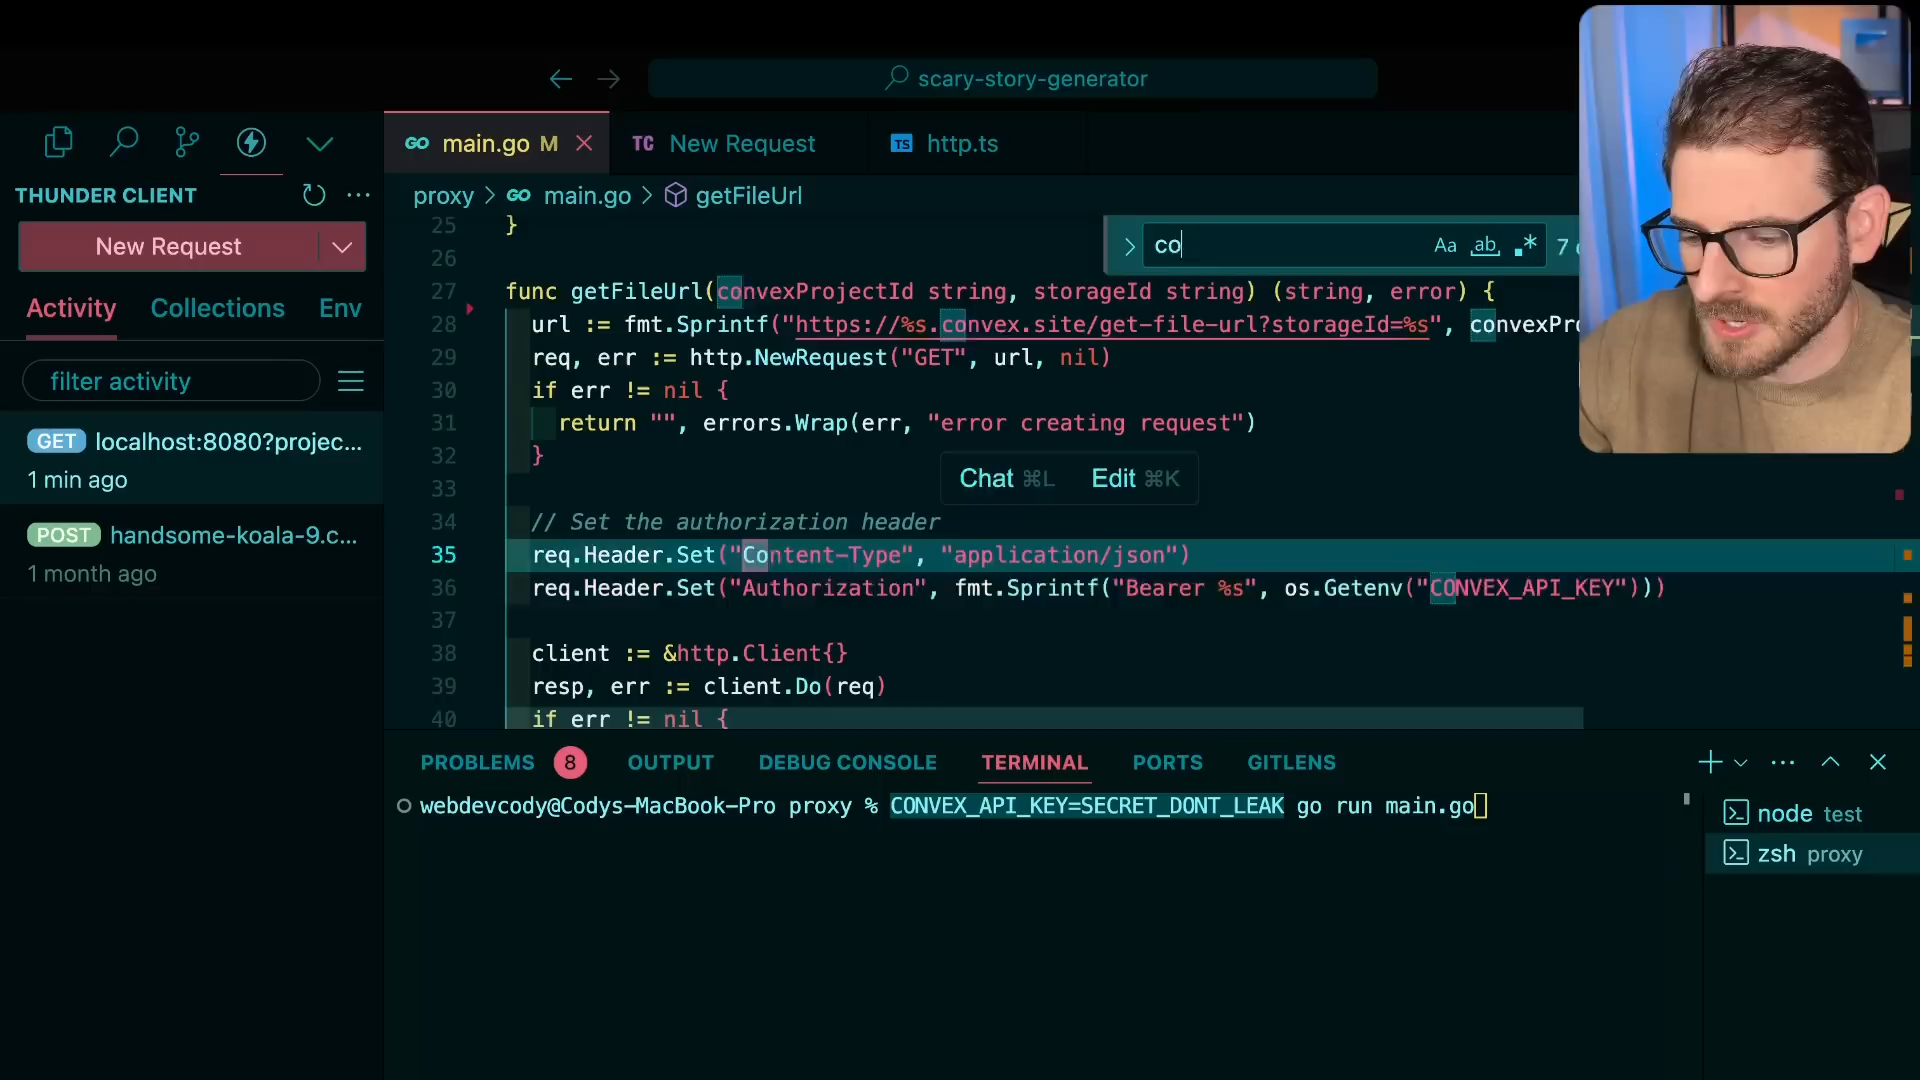 scary-story-generator
GO main.go M
TC New Request
TS http.ts
THUNDER CLIENT
New Request
Activity Collections Env
filter activity
GET localhost:8080?projec...
1 min ago
POST handsome-koala-9.c...
1 month ago
proxy > GO main.go > getFileUrl
co
Aa ab .* 7
25 }
26
27 func getFileUrl(convexProjectId string, storageId string) (string, error) {
28 url := fmt.Sprintf("https://%s.convex.site/get-file-url?storageId=%s", convexPro
29 req, err := http.NewRequest("GET", url, nil)
30 if err != nil {
31 return "", errors.Wrap(err, "error creating request")
32 }
33
Chat ⌘L Edit ⌘K
34 // Set the authorization header
35 req.Header.Set("Content-Type", "application/json")
36 req.Header.Set("Authorization", fmt.Sprintf("Bearer %s", os.Getenv("CONVEX_API_KEY")))
37
38 client := &http.Client{}
39 resp, err := client.Do(req)
40 if err != nil {
PROBLEMS 8 OUTPUT DEBUG CONSOLE TERMINAL PORTS GITLENS
webdevcody@Codys-MacBook-Pro proxy % CONVEX_API_KEY=SECRET_DONT_LEAK go run main.go
node test
zsh proxy